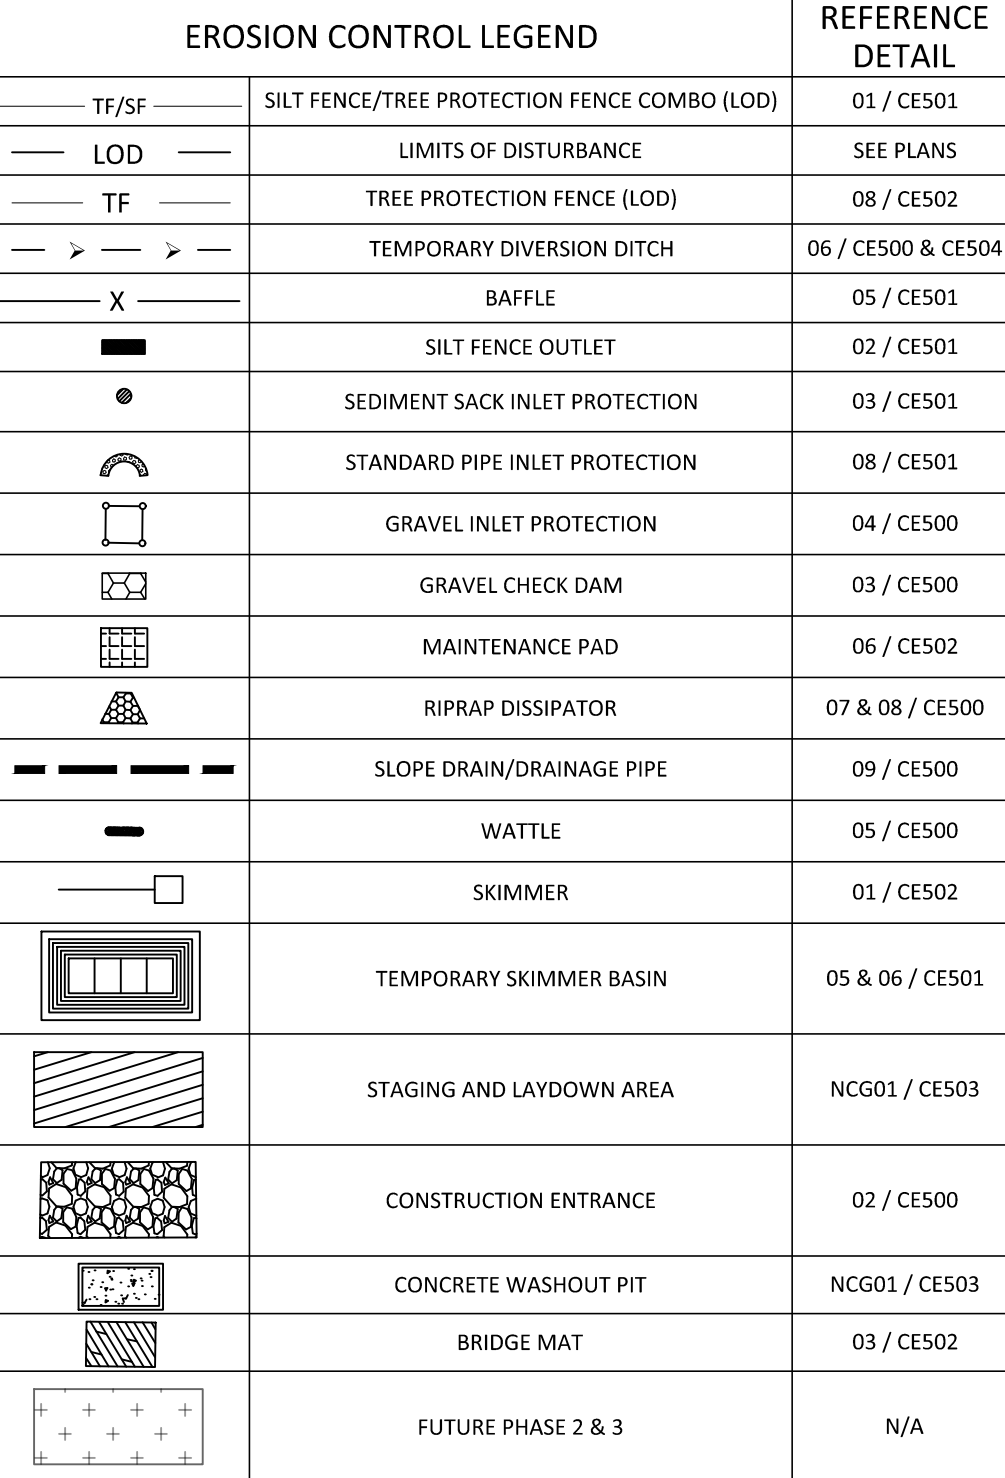 EROSION CONTROL LEGEND
REFERENCE
DETAIL
TF/SF SILT FENCE/TREE PROTECTION FENCE COMBO (LOD) 01 / CE501
LOD LIMITS OF DISTURBANCE SEE PLANS
TF TREE PROTECTION FENCE (LOD) 08 / CE502
TEMPORARY DIVERSION DITCH 06 / CE500 & CE504
X BAFFLE 05 / CE501
SILT FENCE OUTLET 02 / CE501
SEDIMENT SACK INLET PROTECTION 03 / CE501
STANDARD PIPE INLET PROTECTION 08 / CE501
GRAVEL INLET PROTECTION 04 / CE500
GRAVEL CHECK DAM 03 / CE500
MAINTENANCE PAD 06 / CE502
RIPRAP DISSIPATOR 07 & 08 / CE500
SLOPE DRAIN/DRAINAGE PIPE 09 / CE500
WATTLE 05 / CE500
SKIMMER 01 / CE502
TEMPORARY SKIMMER BASIN 05 & 06 / CE501
STAGING AND LAYDOWN AREA NCG01 / CE503
CONSTRUCTION ENTRANCE 02 / CE500
CONCRETE WASHOUT PIT NCG01 / CE503
BRIDGE MAT 03 / CE502
FUTURE PHASE 2 & 3 N/A